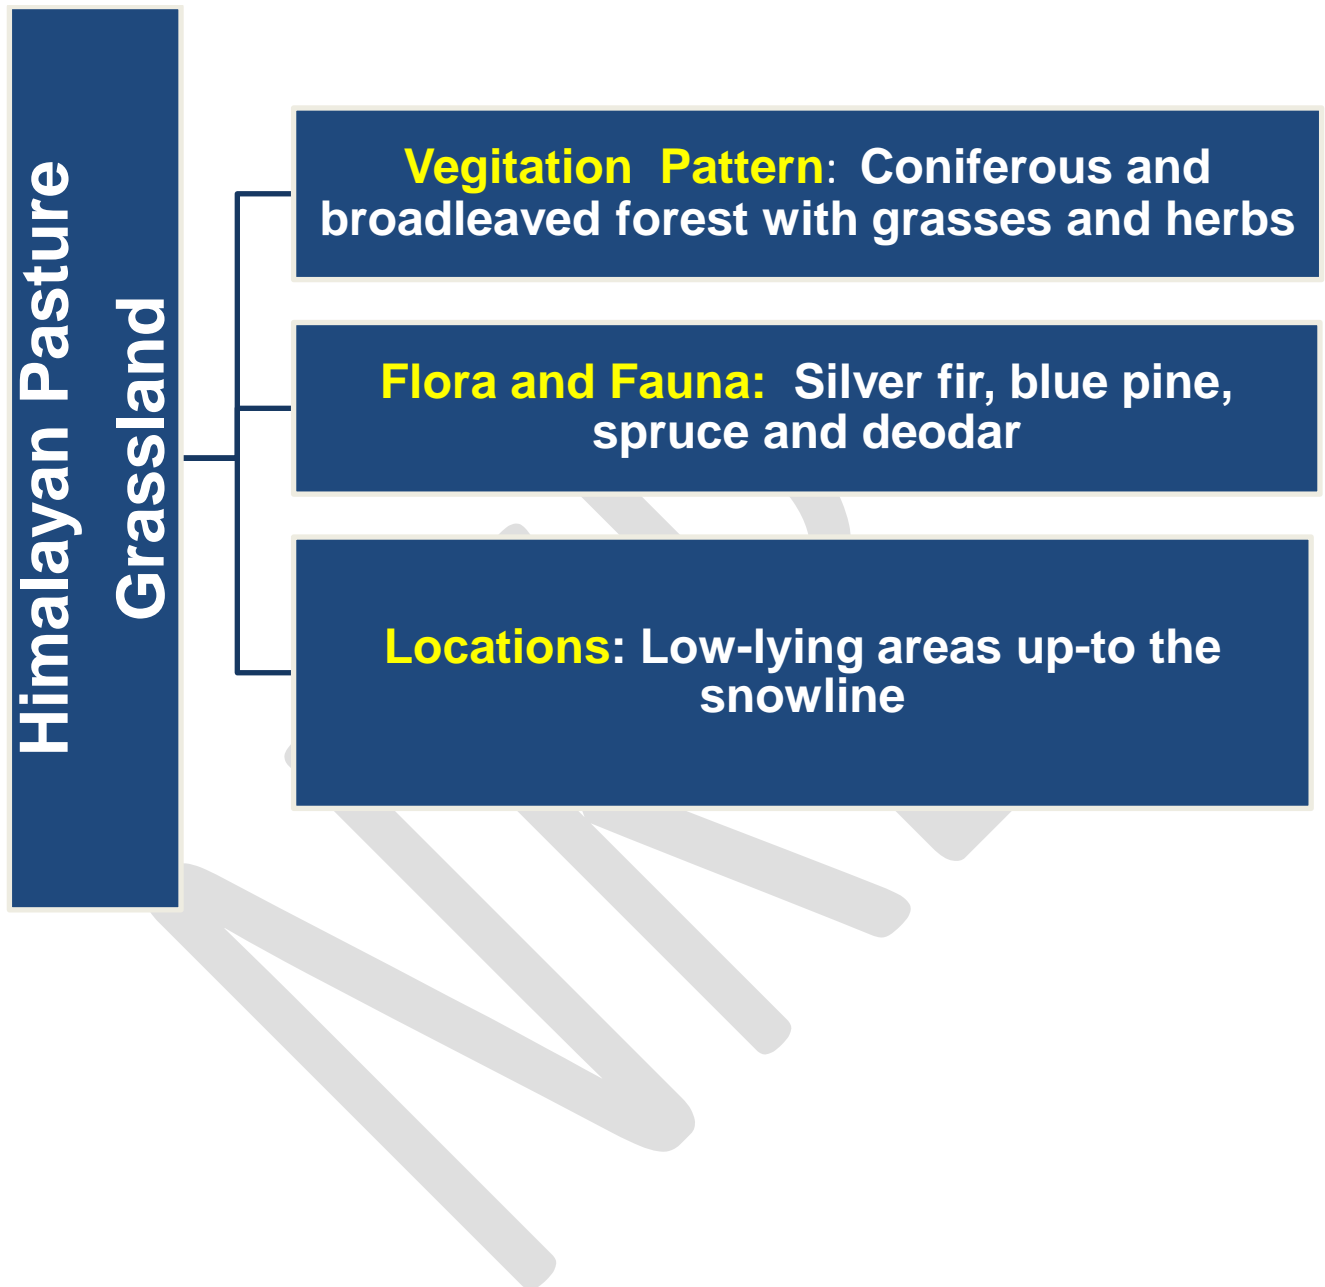 Himalayan Pasture
Grassland
Vegitation Pattern: Coniferous and
broadleaved forest with grasses and herbs
Flora and Fauna: Silver fir, blue pine,
spruce and deodar
Locations: Low-lying areas up-to the
snowline